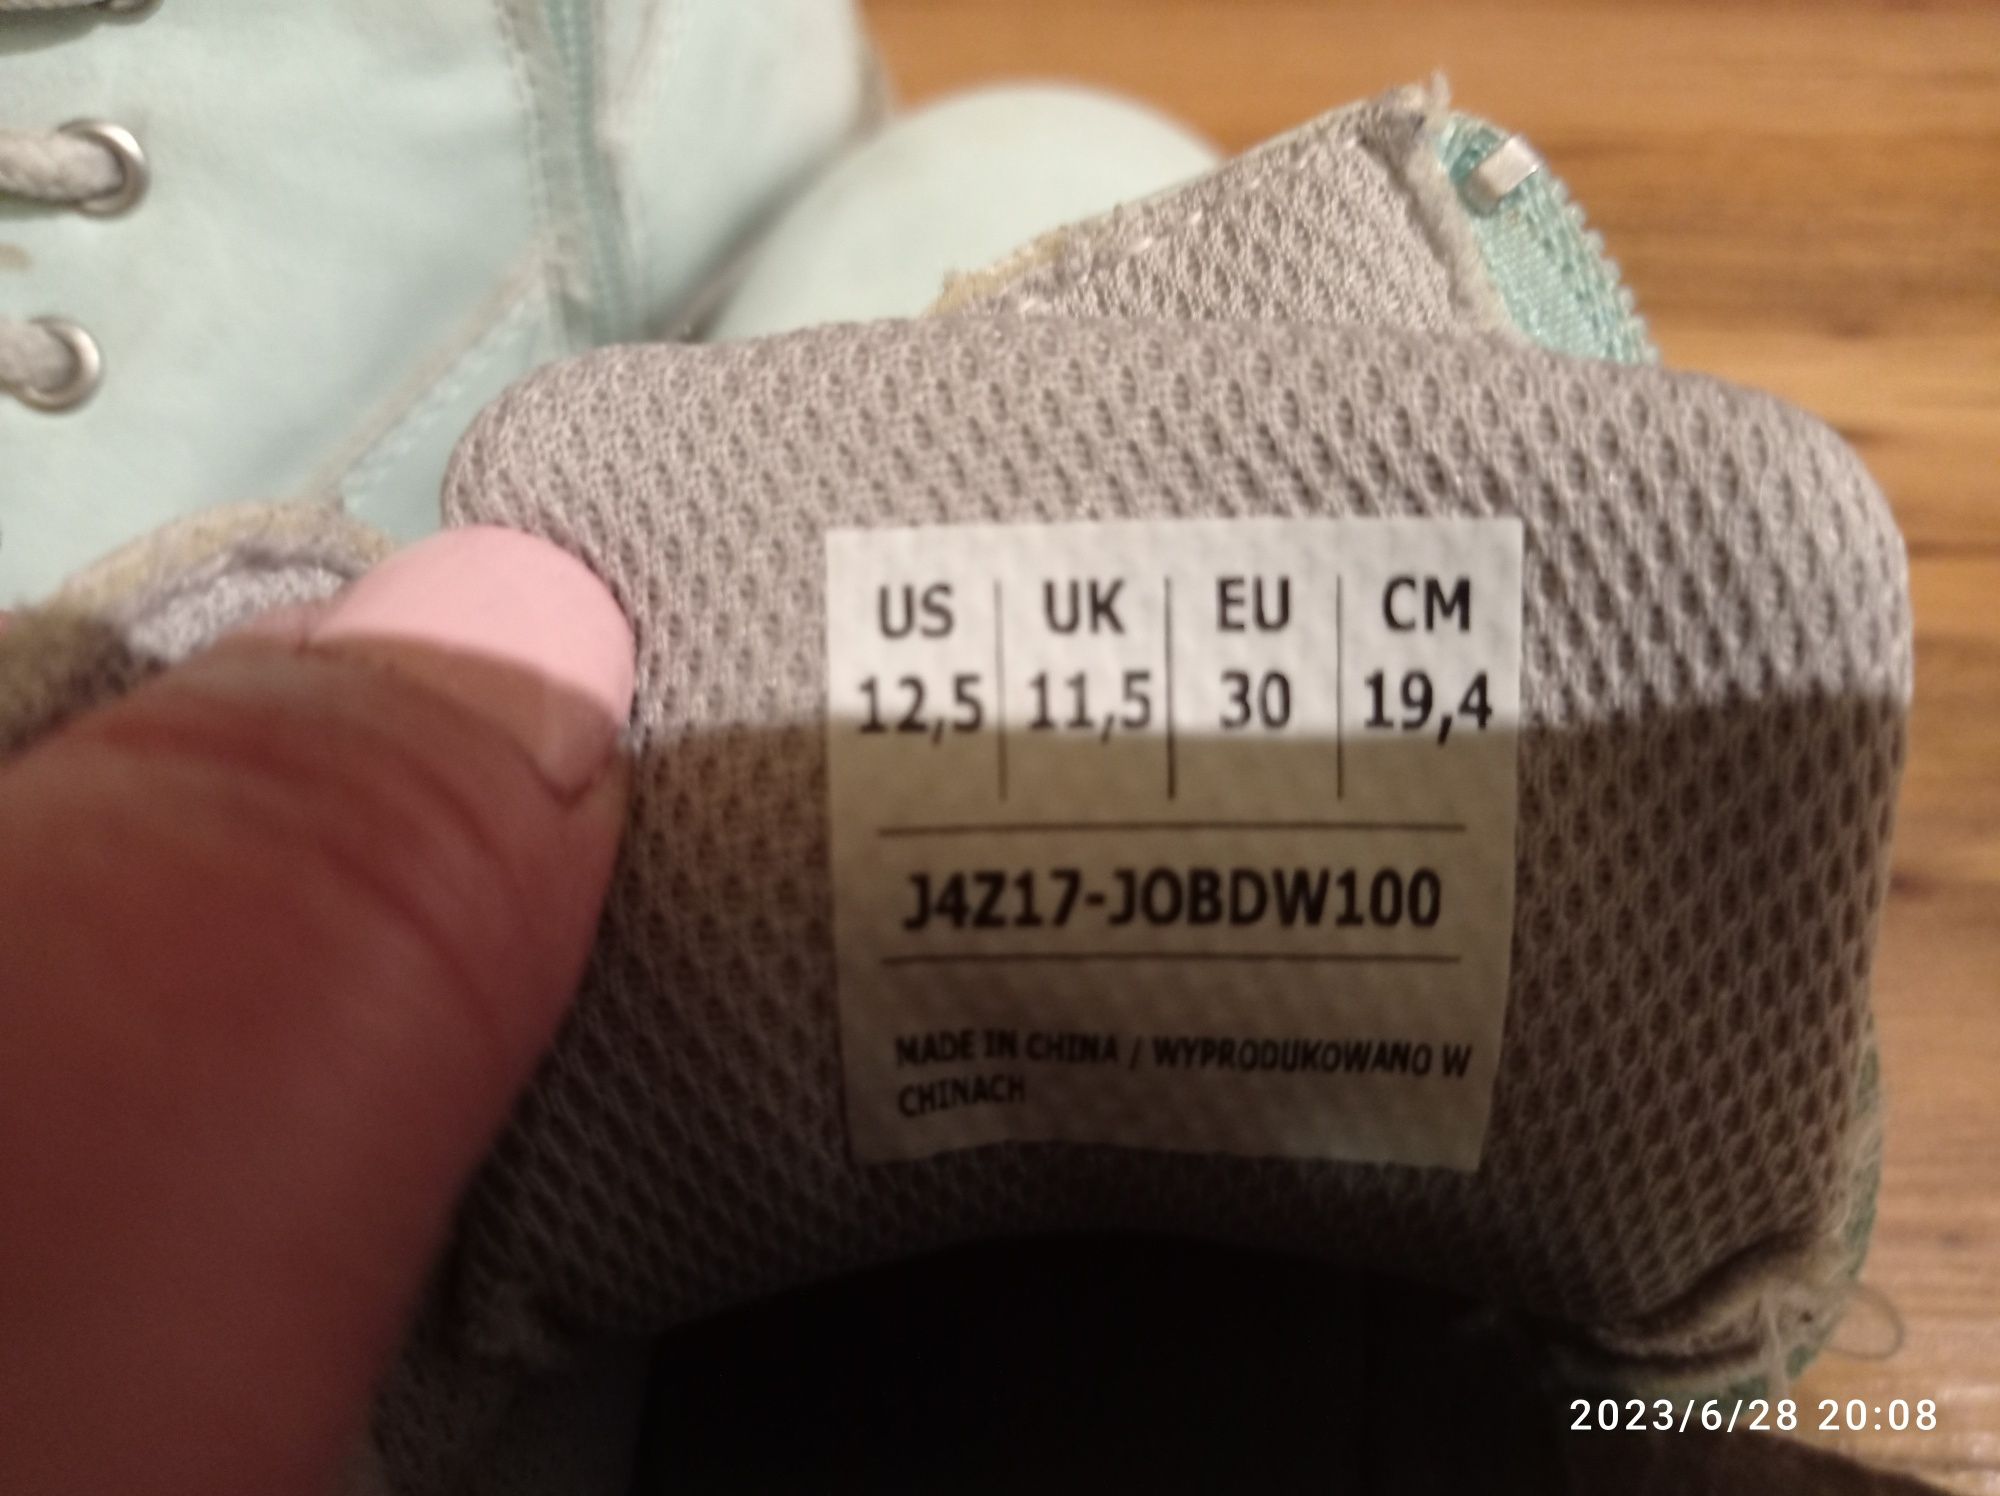 US | UK | EU | CM
12,5 | 11,5 | 30 | 19,4
J4Z17-JOBDW100
MADE IN CHINA / WYPRODUKOWANO W
CHINACH
2023/6/28 20:08